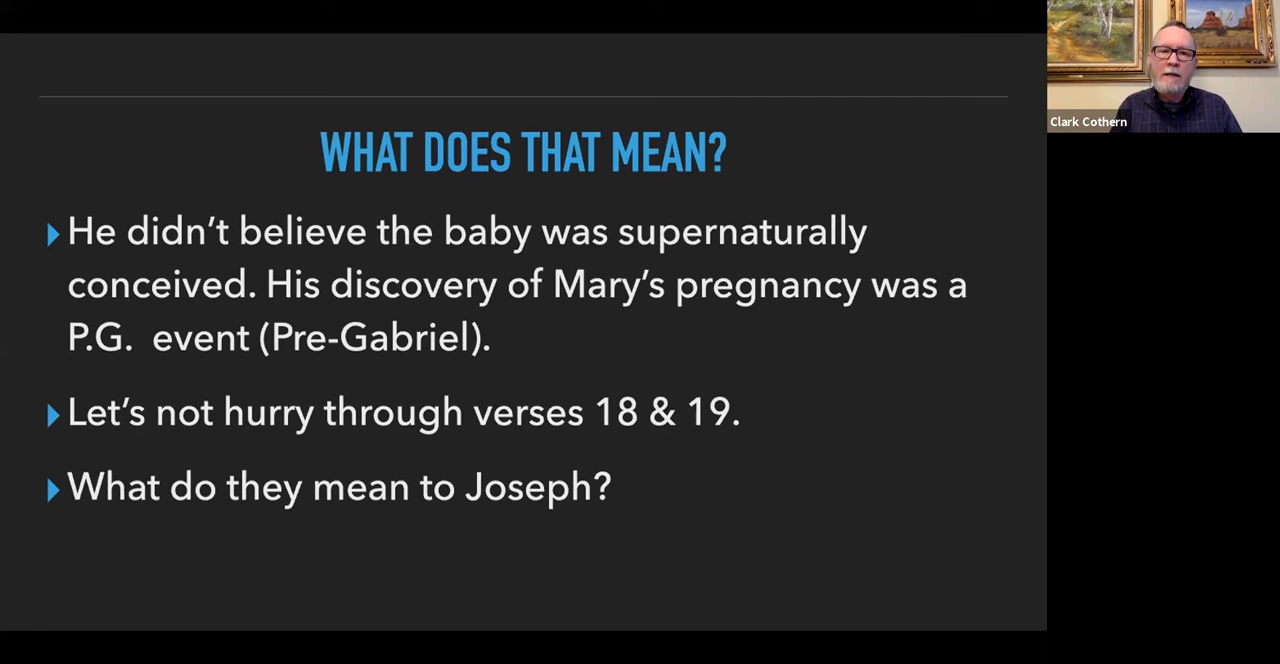 WHAT DOES THAT MEAN?
He didn't believe the baby was supernaturally
conceived. His discovery of Mary's pregnancy was a
P.G.  event (Pre-Gabriel).
Let's not hurry through verses 18 & 19.
What do they mean to Joseph?
Clark Cothern